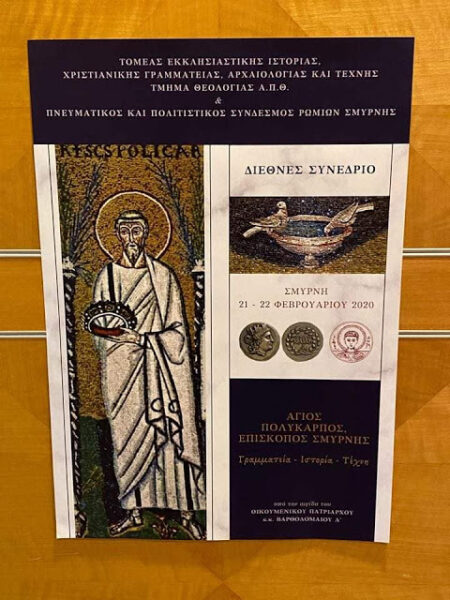 ΤΟΜΕΑΣ ΕΚΚΛΗΣΙΑΣΤΙΚΗΣ ΙΣΤΟΡΙΑΣ,
ΧΡΙΣΤΙΑΝΙΚΗΣ ΓΡΑΜΜΑΤΕΙΑΣ, ΑΡΧΑΙΟΛΟΓΙΑΣ ΚΑΙ ΤΕΧΝΗΣ
ΤΜΗΜΑ ΘΕΟΛΟΓΙΑΣ Α.Π.Θ.
&
ΠΝΕΥΜΑΤΙΚΟΣ ΚΑΙ ΠΟΛΙΤΙΣΤΙΚΟΣ ΣΥΝΔΕΣΜΟΣ ΡΩΜΙΩΝ ΣΜΥΡΝΗΣ
ΔΙΕΘΝΕΣ ΣΥΝΕΔΡΙΟ
ΣΜΥΡΝΗ
21 - 22 ΦΕΒΡΟΥΑΡΙΟΥ 2020
ΑΓΙΟΣ
ΠΟΛΥΚΑΡΠΟΣ,
ΕΠΙΣΚΟΠΟΣ ΣΜΥΡΝΗΣ
Γραμματεία - Ιστορία - Τέχνη
υπό την αιγίδα του
ΟΙΚΟΥΜΕΝΙΚΟΥ ΠΑΤΡΙΑΡΧΟΥ
κ.κ. ΒΑΡΘΟΛΟΜΑΙΟΥ Α΄